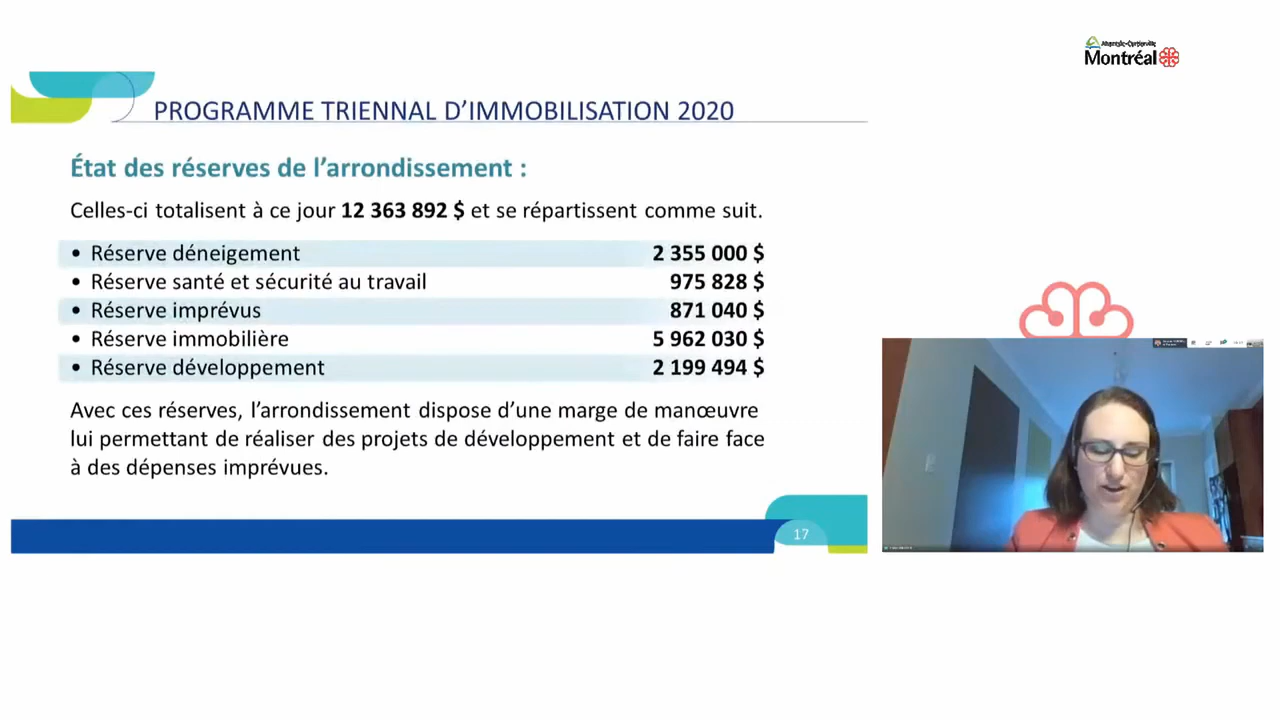 Ahuntsic-Cartierville
Montréal
PROGRAMME TRIENNAL D’IMMOBILISATION 2020
État des réserves de l’arrondissement :
Celles-ci totalisent à ce jour 12 363 892 $ et se répartissent comme suit.
• Réserve déneigement 2 355 000 $
• Réserve santé et sécurité au travail 975 828 $
• Réserve imprévus 871 040 $
• Réserve immobilière 5 962 030 $
• Réserve développement 2 199 494 $
Avec ces réserves, l’arrondissement dispose d’une marge de manœuvre
lui permettant de réaliser des projets de développement et de faire face
à des dépenses imprévues.
17